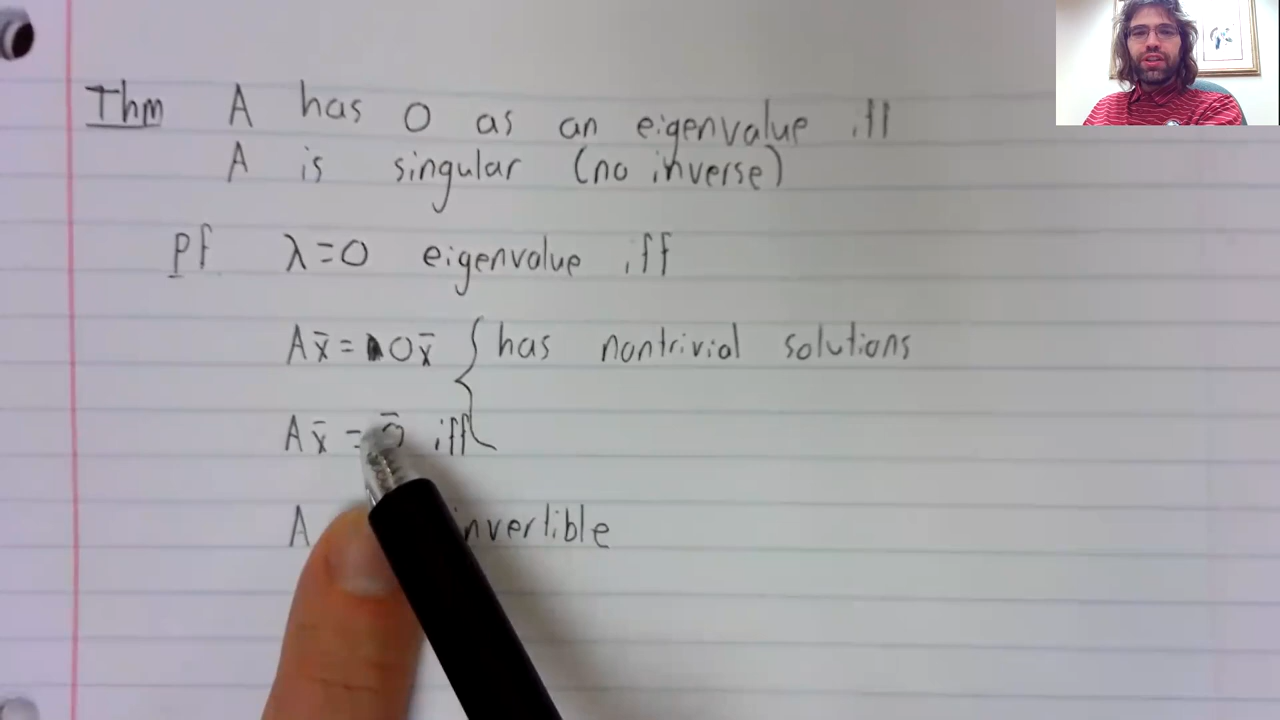 Thm A has 0 as an eigenvalue iff
A is singular (no inverse)
pf λ=0 eigenvalue iff
Ax̄ = 0x̄ { has nontrivial solutions
Ax̄ = 0̄ iff
A invertible